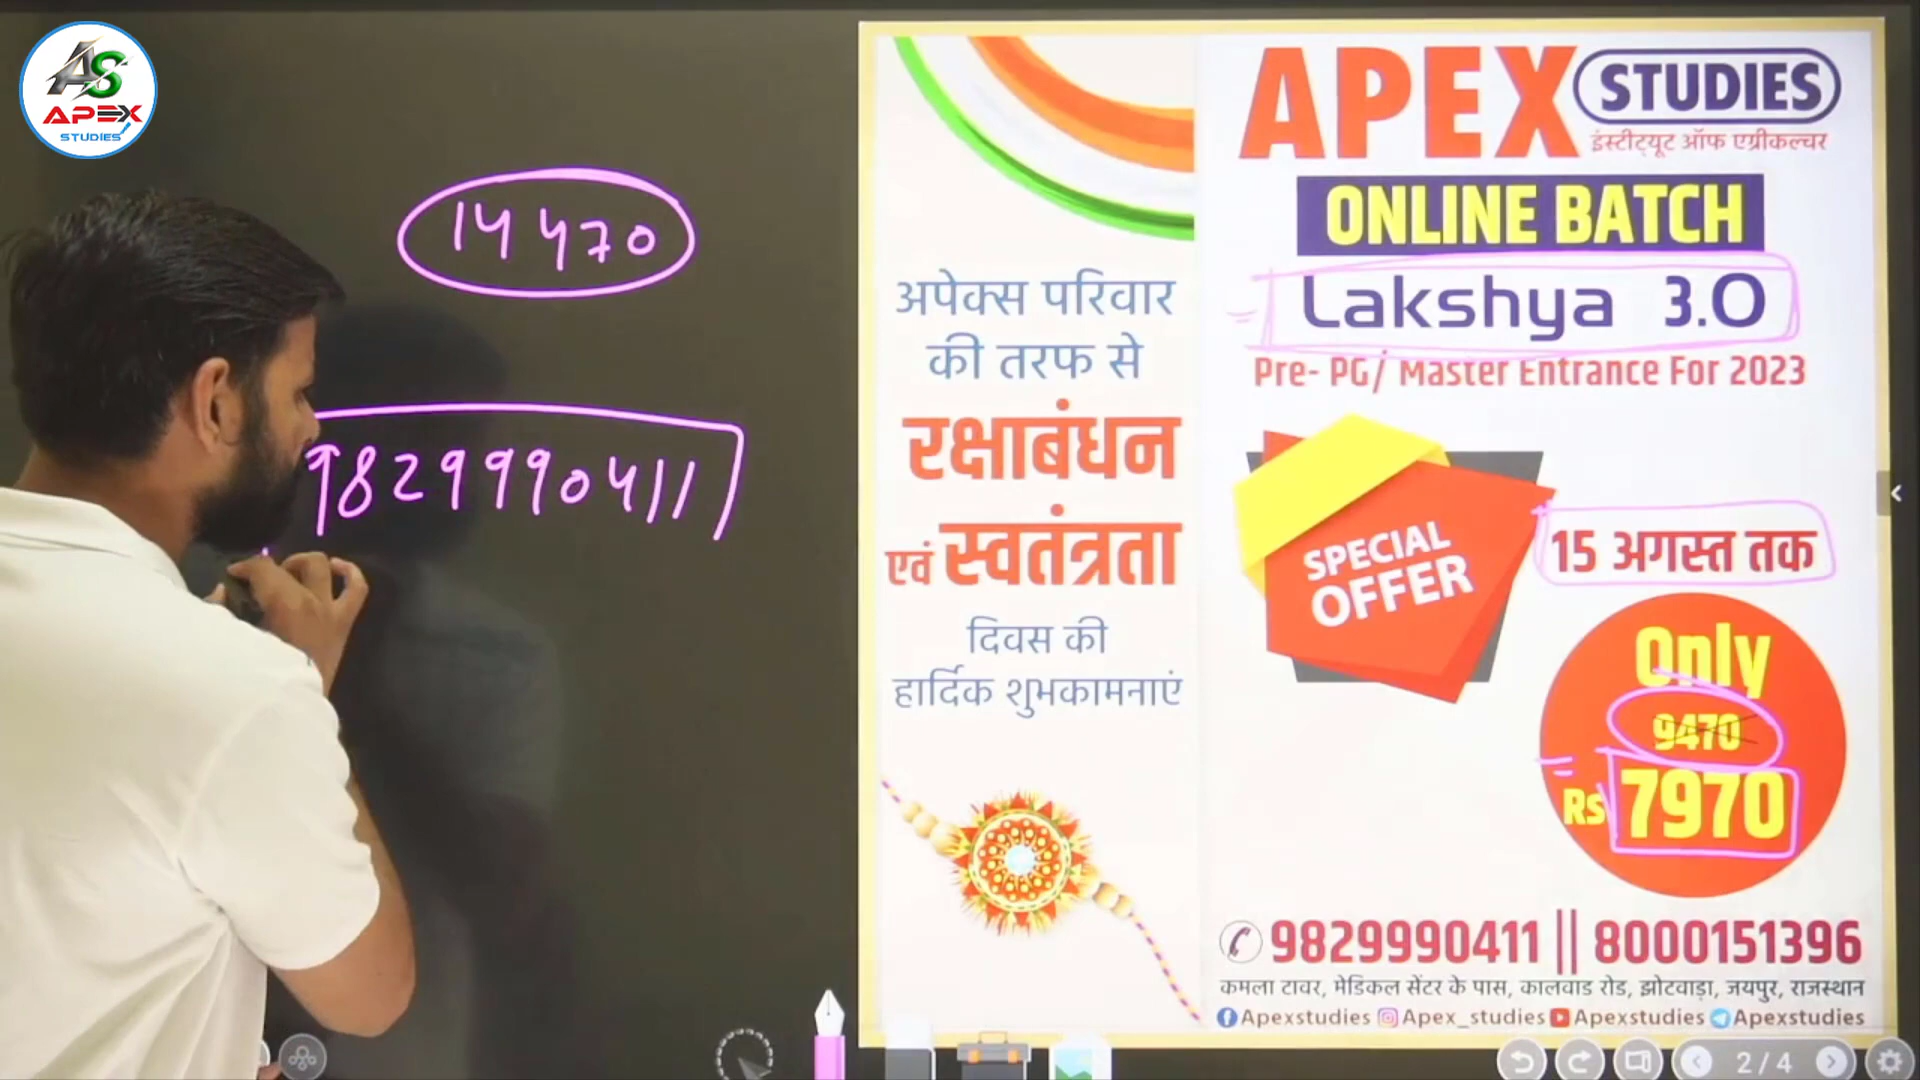 AS
APEX
STUDIES
14470
9829990411
अपेक्स परिवार
की तरफ से
रक्षाबंधन
एवं स्वतंत्रता
दिवस की
हार्दिक शुभकामनाएं
APEX STUDIES
इंस्टीट्यूट ऑफ एग्रीकल्चर
ONLINE BATCH
Lakshya 3.0
Pre- PG/ Master Entrance For 2023
SPECIAL
OFFER
15 अगस्त तक
Only
9470
Rs 7970
9829990411 || 8000151396
कमला टावर, मेडिकल सेंटर के पास, कालवाड रोड, झोटवाड़ा, जयपुर, राजस्थान
Apexstudies Apex_studies Apexstudies Apexstudies
2 / 4